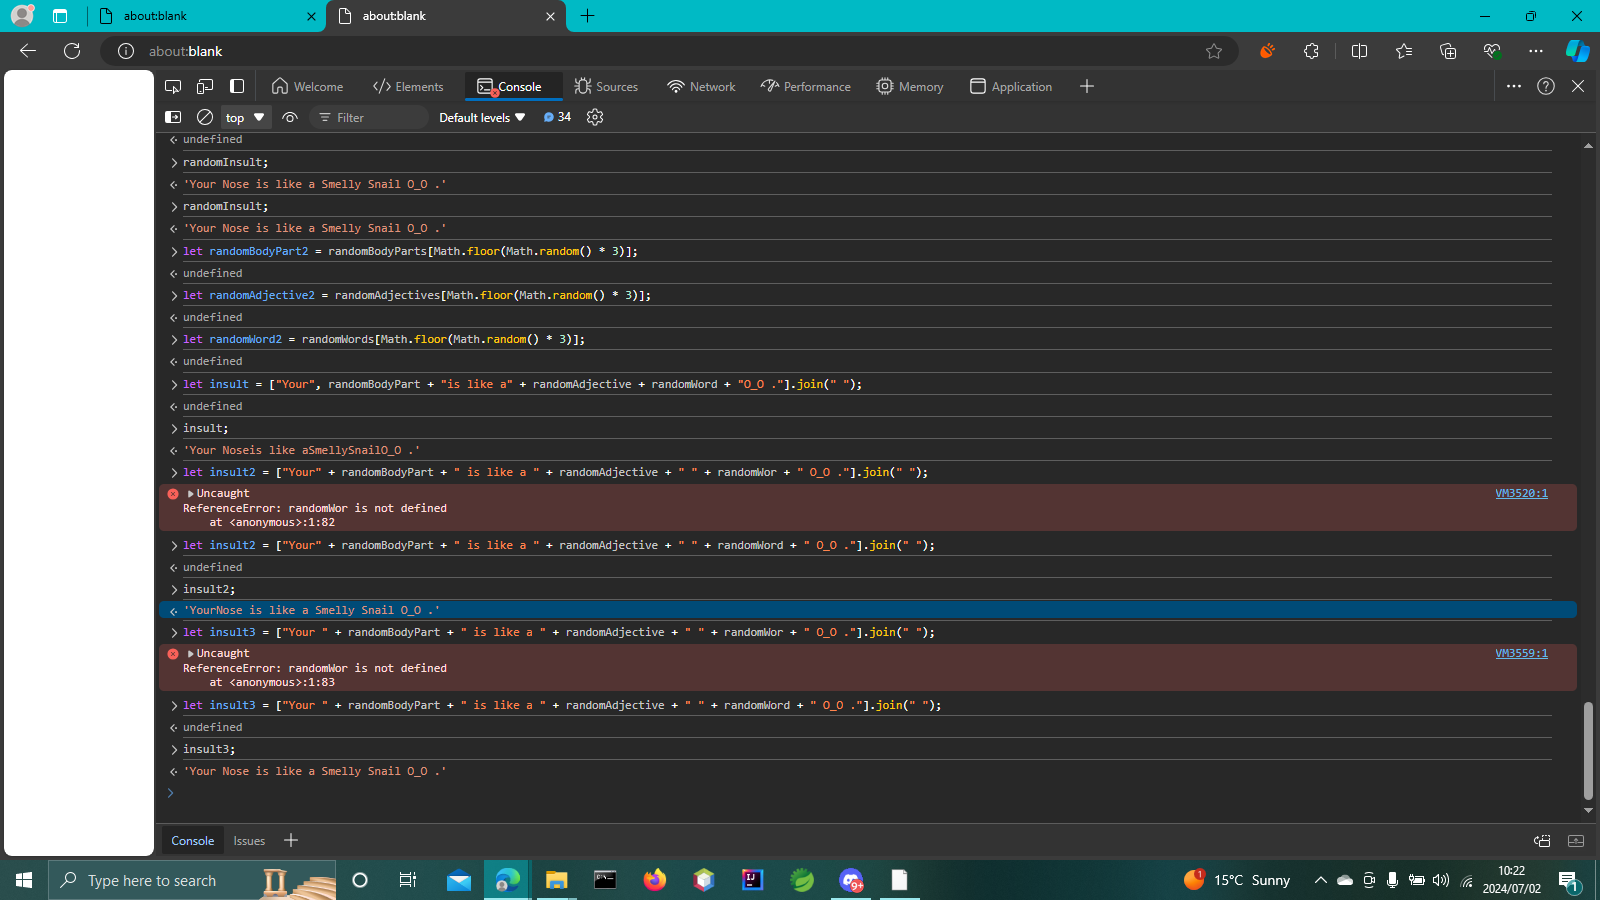 about:blank
about:blank
about:blank
Welcome
Elements
Console
Sources
Network
Performance
Memory
Application
top
Filter
Default levels
34
undefined
randomInsult;
'Your Nose is like a Smelly Snail O_O .'
randomInsult;
'Your Nose is like a Smelly Snail O_O .'
let randomBodyPart2 = randomBodyParts[Math.floor(Math.random() * 3)];
undefined
let randomAdjective2 = randomAdjectives[Math.floor(Math.random() * 3)];
undefined
let randomWord2 = randomWords[Math.floor(Math.random() * 3)];
undefined
let insult = ["Your", randomBodyPart + "is like a" + randomAdjective + randomWord + "O_O ."].join(" ");
undefined
insult;
'Your Noseis like aSmellySnailO_O .'
let insult2 = ["Your" + randomBodyPart + " is like a " + randomAdjective + " " + randomWor + " O_O ."].join(" ");
Uncaught
VM3520:1
ReferenceError: randomWor is not defined
at <anonymous>:1:82
let insult2 = ["Your" + randomBodyPart + " is like a " + randomAdjective + " " + randomWord + " O_O ."].join(" ");
undefined
insult2;
'YourNose is like a Smelly Snail O_O .'
let insult3 = ["Your " + randomBodyPart + " is like a " + randomAdjective + " " + randomWor + " O_O ."].join(" ");
Uncaught
VM3559:1
ReferenceError: randomWor is not defined
at <anonymous>:1:83
let insult3 = ["Your " + randomBodyPart + " is like a " + randomAdjective + " " + randomWord + " O_O ."].join(" ");
undefined
insult3;
'Your Nose is like a Smelly Snail O_O .'
Console
Issues
Type here to search
9+
1
15°C Sunny
10:22
2024/07/02
1